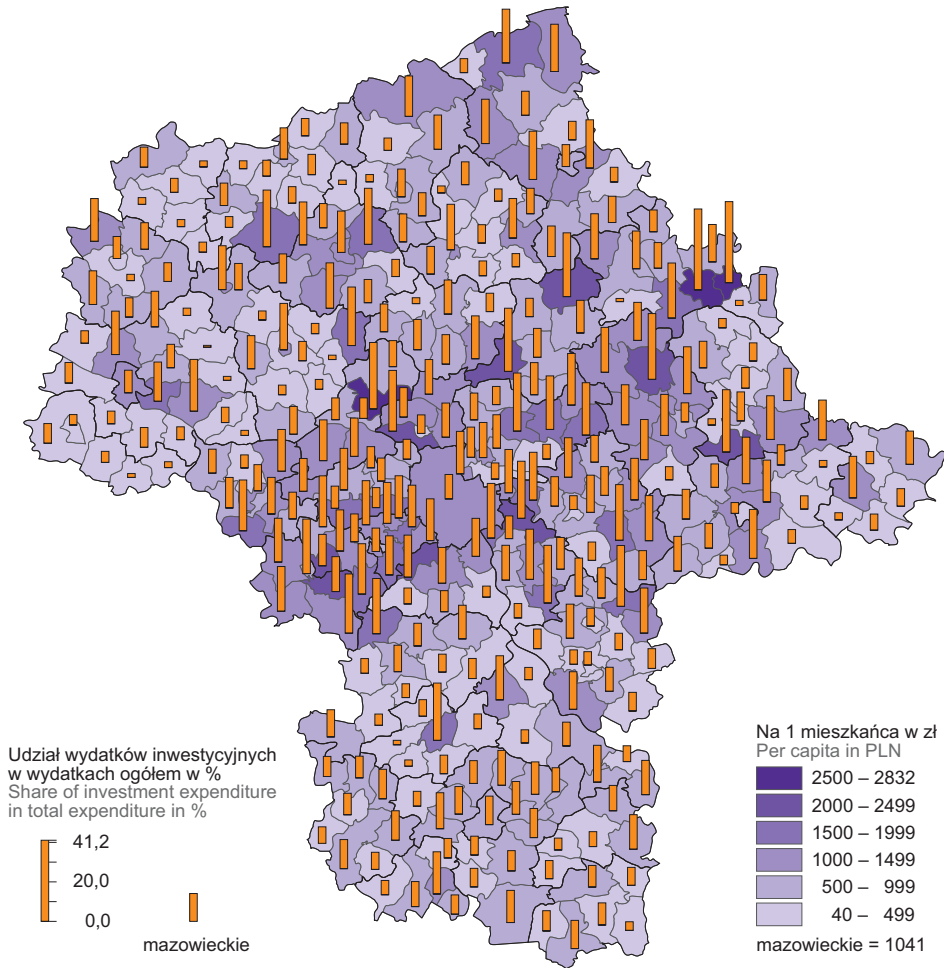 Udział wydatków inwestycyjnych
w wydatkach ogółem w %
Share of investment expenditure
in total expenditure in %
41,2
20,0
0,0
mazowieckie
Na 1 mieszkańca w zł
Per capita in PLN
2500 – 2832
2000 – 2499
1500 – 1999
1000 – 1499
500 – 999
40 – 499
mazowieckie = 1041